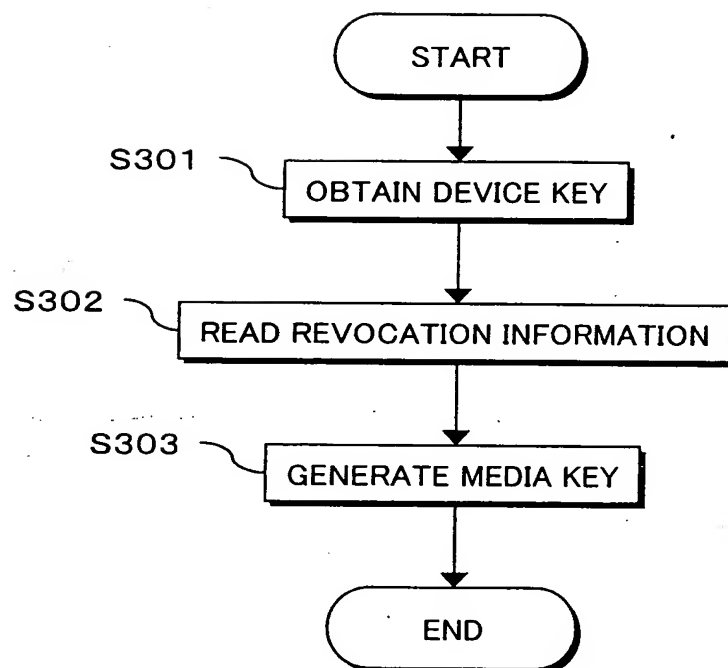 START
S301
OBTAIN DEVICE KEY
S302
READ REVOCATION INFORMATION
S303
GENERATE MEDIA KEY
END